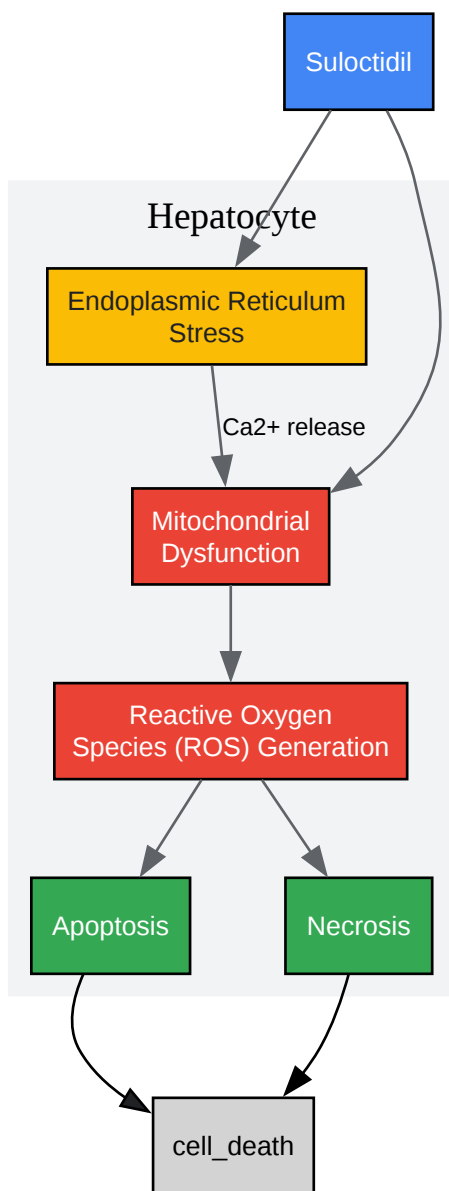 Suloctidil
Hepatocyte
Endoplasmic Reticulum
Stress
Ca2+ release
Mitochondrial
Dysfunction
Reactive Oxygen
Species (ROS) Generation
Apoptosis
Necrosis
cell_death